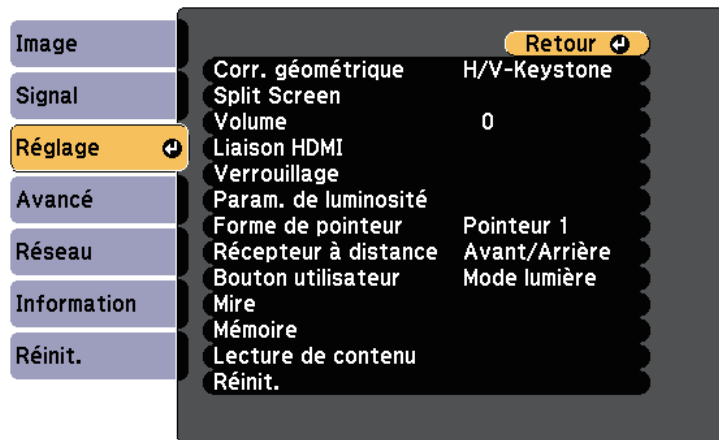 Image
Signal
Réglage
Avancé
Réseau
Information
Réinit.
Retour
Corr. géométrique H/V-Keystone
Split Screen
Volume 0
Liaison HDMI
Verrouillage
Param. de luminosité
Forme de pointeur Pointeur 1
Récepteur à distance Avant/Arrière
Bouton utilisateur Mode lumière
Mire
Mémoire
Lecture de contenu
Réinit.